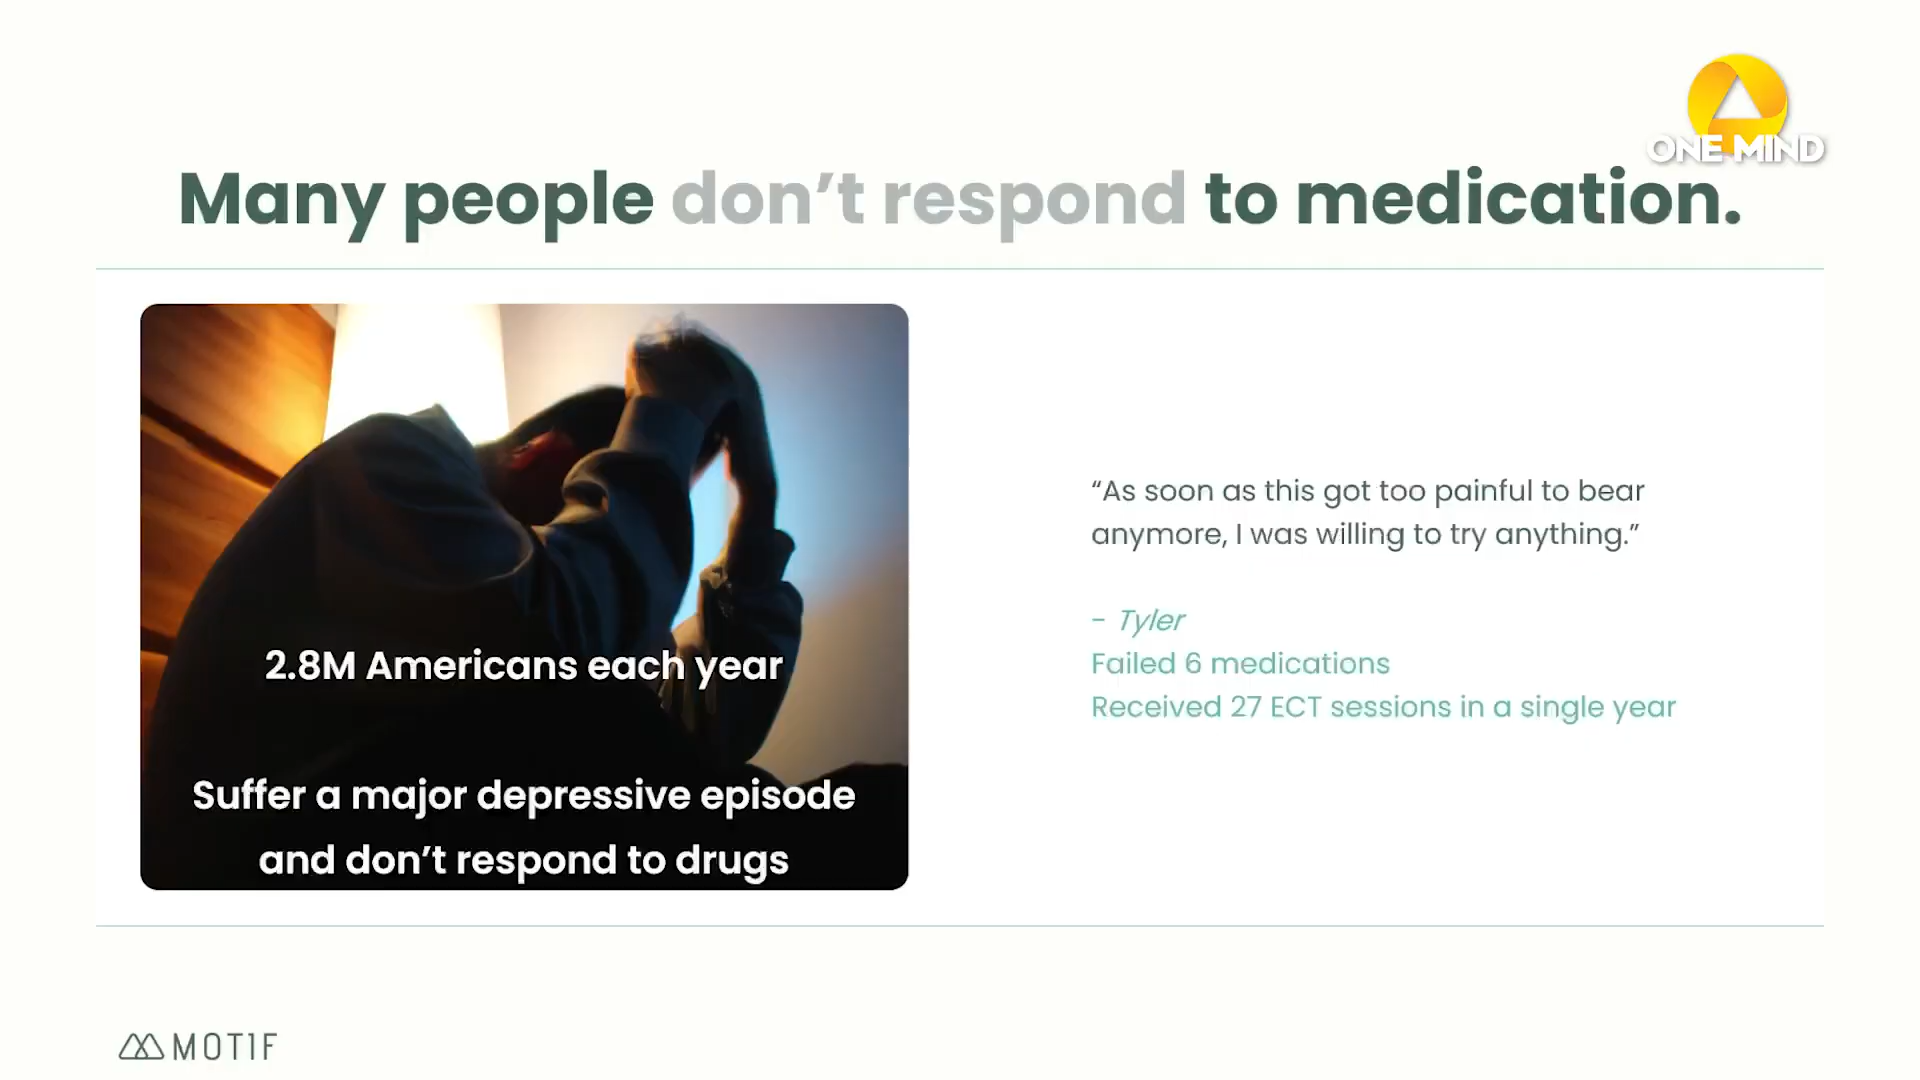 ONE MIND
Many people don’t respond to medication.
2.8M Americans each year
Suffer a major depressive episode
and don’t respond to drugs
“As soon as this got too painful to bear
anymore, I was willing to try anything.”
- Tyler
Failed 6 medications
Received 27 ECT sessions in a single year
MOTIF